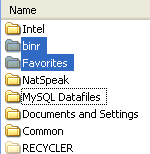 Name
Intel
binr
Favorites
NatSpeak
MySQL Datafiles
Documents and Settings
Common
RECYCLER